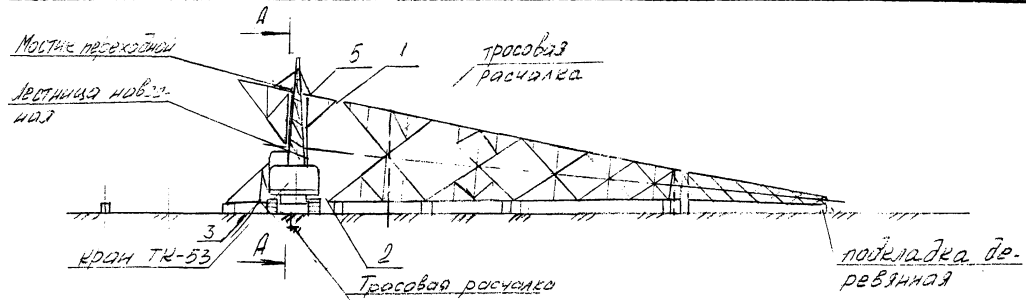 А
Мостик переходной
5
1
тросовая
расчалка
Лестница навес-
ная
3
кран ТК-53
А
2
Тросовая расчалка
подкладка де-
ревянная